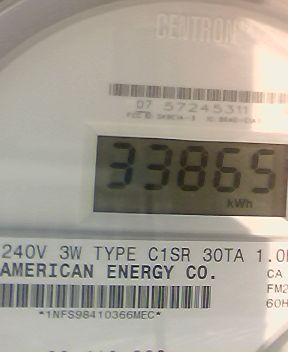 CENTRON®
07 57245311
33865
kWh
240V 3W TYPE C1SR 30TA 1.0
AMERICAN ENERGY CO.
CA
FM2
60H
*1NFS98410366MEC*